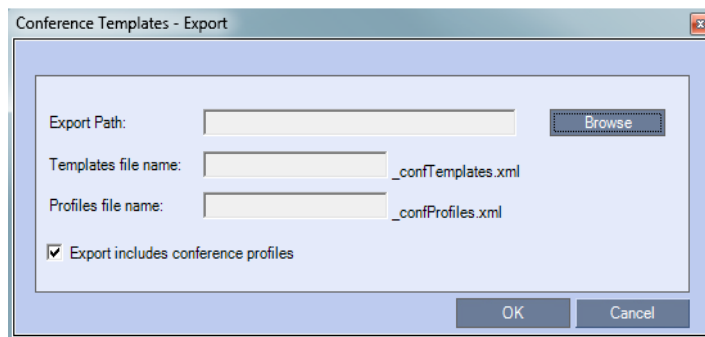 Conference Templates - Export
Export Path:
Browse
Templates file name:
_confTemplates.xml
Profiles file name:
_confProfiles.xml
Export includes conference profiles
OK
Cancel